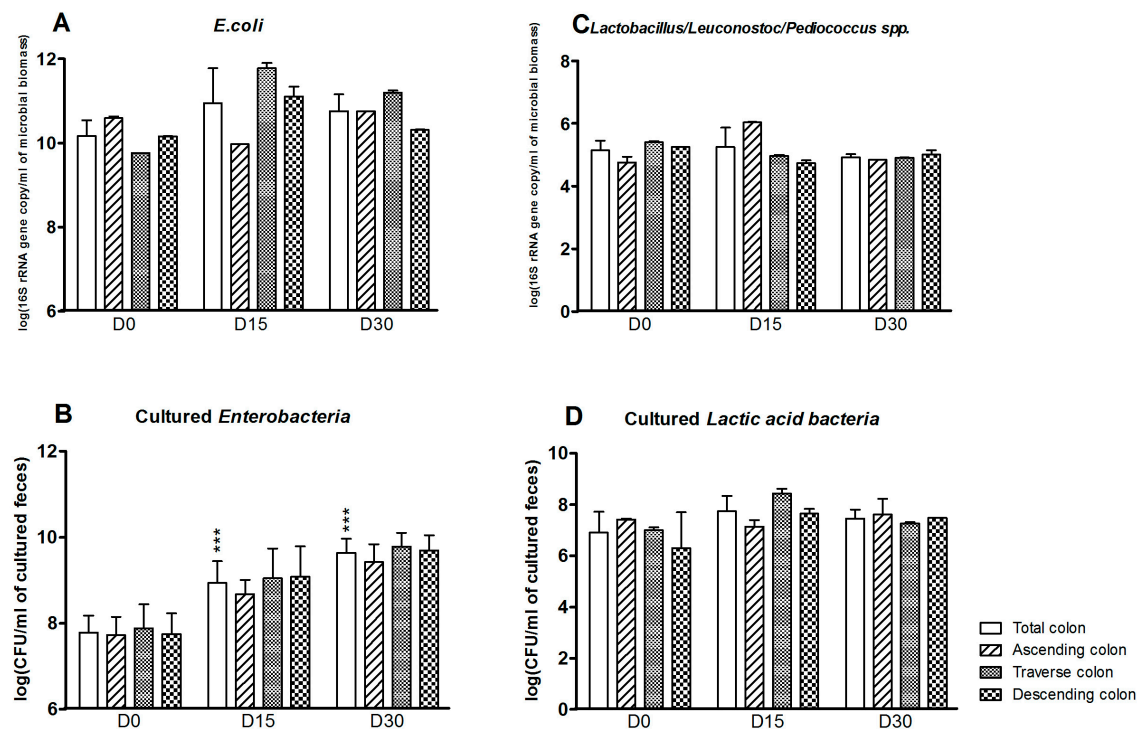 A
E.coli
log(16S rRNA gene copy/ml of microbial biomass)
12
10
8
6
D0
D15
D30
C
Lactobacillus/Leuconostoc/Pediococcus spp.
log(16S rRNA gene copy/ml of microbial biomass)
8
6
4
2
0
D0
D15
D30
B
Cultured Enterobacteria
log(CFU/ml of cultured feces)
12
10
8
6
***
***
D0
D15
D30
D
Cultured Lactic acid bacteria
log(CFU/ml of cultured feces)
10
8
6
4
2
0
D0
D15
D30
Total colon
Ascending colon
Traverse colon
Descending colon